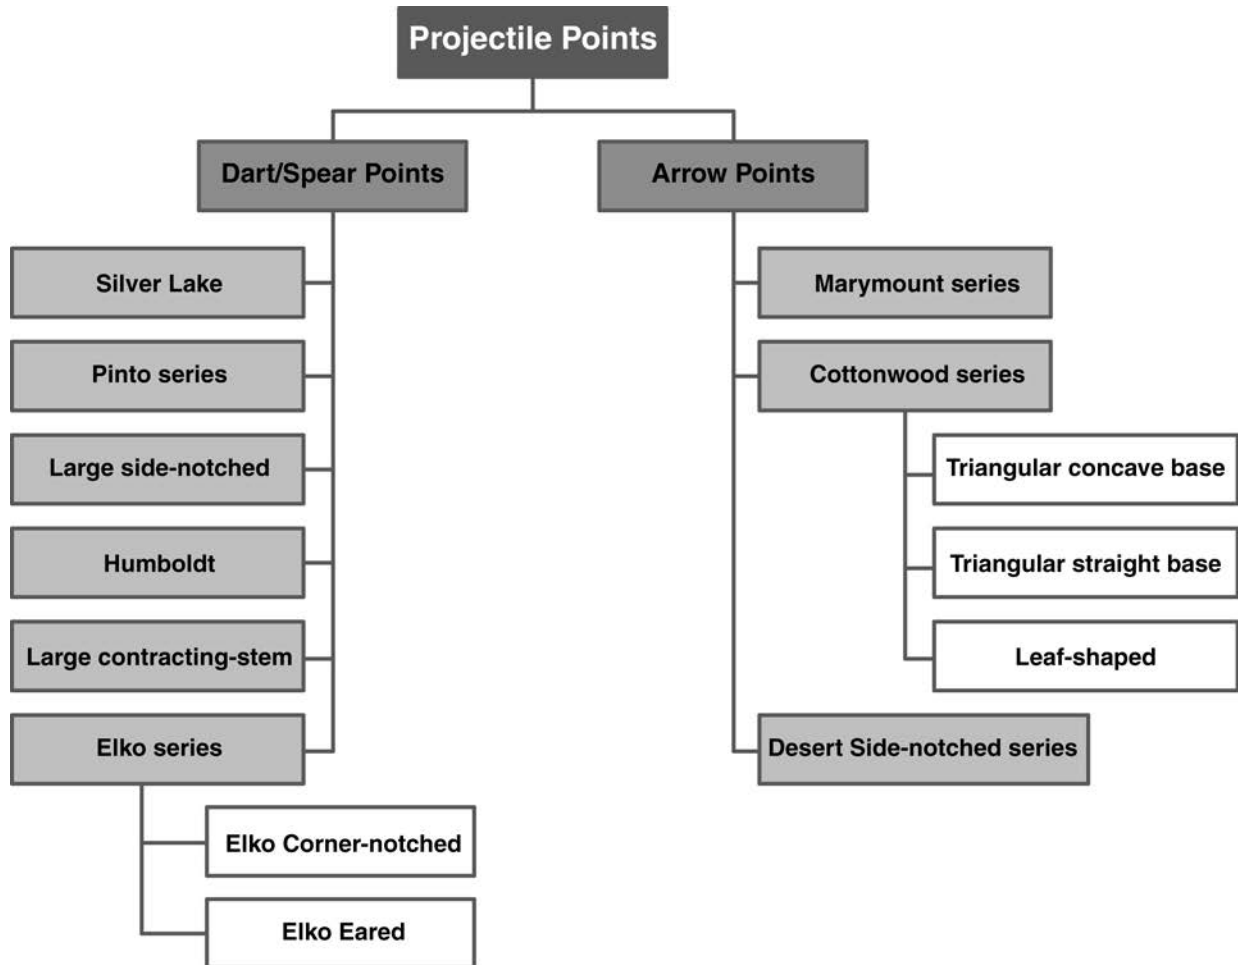 Projectile Points
Dart/Spear Points
Arrow Points
Silver Lake
Pinto series
Large side-notched
Humboldt
Large contracting-stem
Elko series
Elko Corner-notched
Elko Eared
Marymount series
Cottonwood series
Triangular concave base
Triangular straight base
Leaf-shaped
Desert Side-notched series